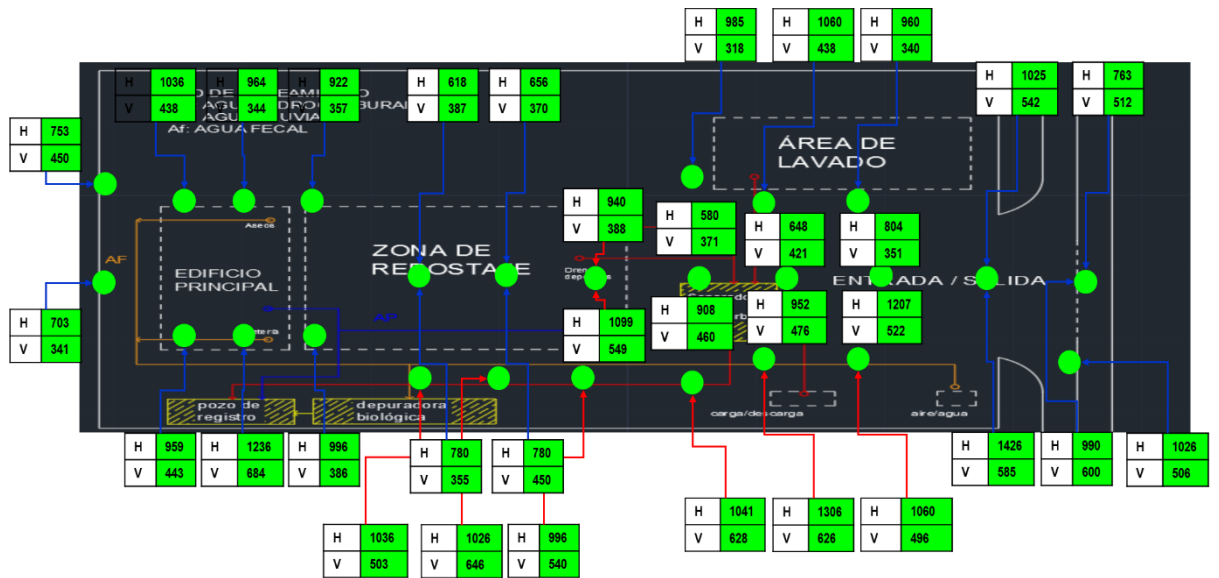 H 985
V 318
H 1060
V 438
H 960
V 340
H 1036
V 438
H 964
V 344
H 922
V 357
H 618
V 387
H 656
V 370
H 1025
V 542
H 763
V 512
AGU
Af: AGUA FECAL
H 753
V 450
ÁREA DE
LAVADO
H 940
V 388
H 580
V 371
H 648
V 421
H 804
V 351
Aseos
AF
EDIFICIO
PRINCIPAL
ZONA DE
REPOSTAJE
ENTRADA / SALIDA
H 703
V 341
AP
H 1099
V 549
H 908
V 460
H 952
V 476
H 1207
V 522
pozo de
registro
depuradora
biológica
carga/descarga
aire/agua
H 959
V 443
H 1236
V 684
H 996
V 386
H 780
V 355
H 780
V 450
H 1426
V 585
H 990
V 600
H 1026
V 506
H 1036
V 503
H 1026
V 646
H 996
V 540
H 1041
V 628
H 1306
V 626
H 1060
V 496